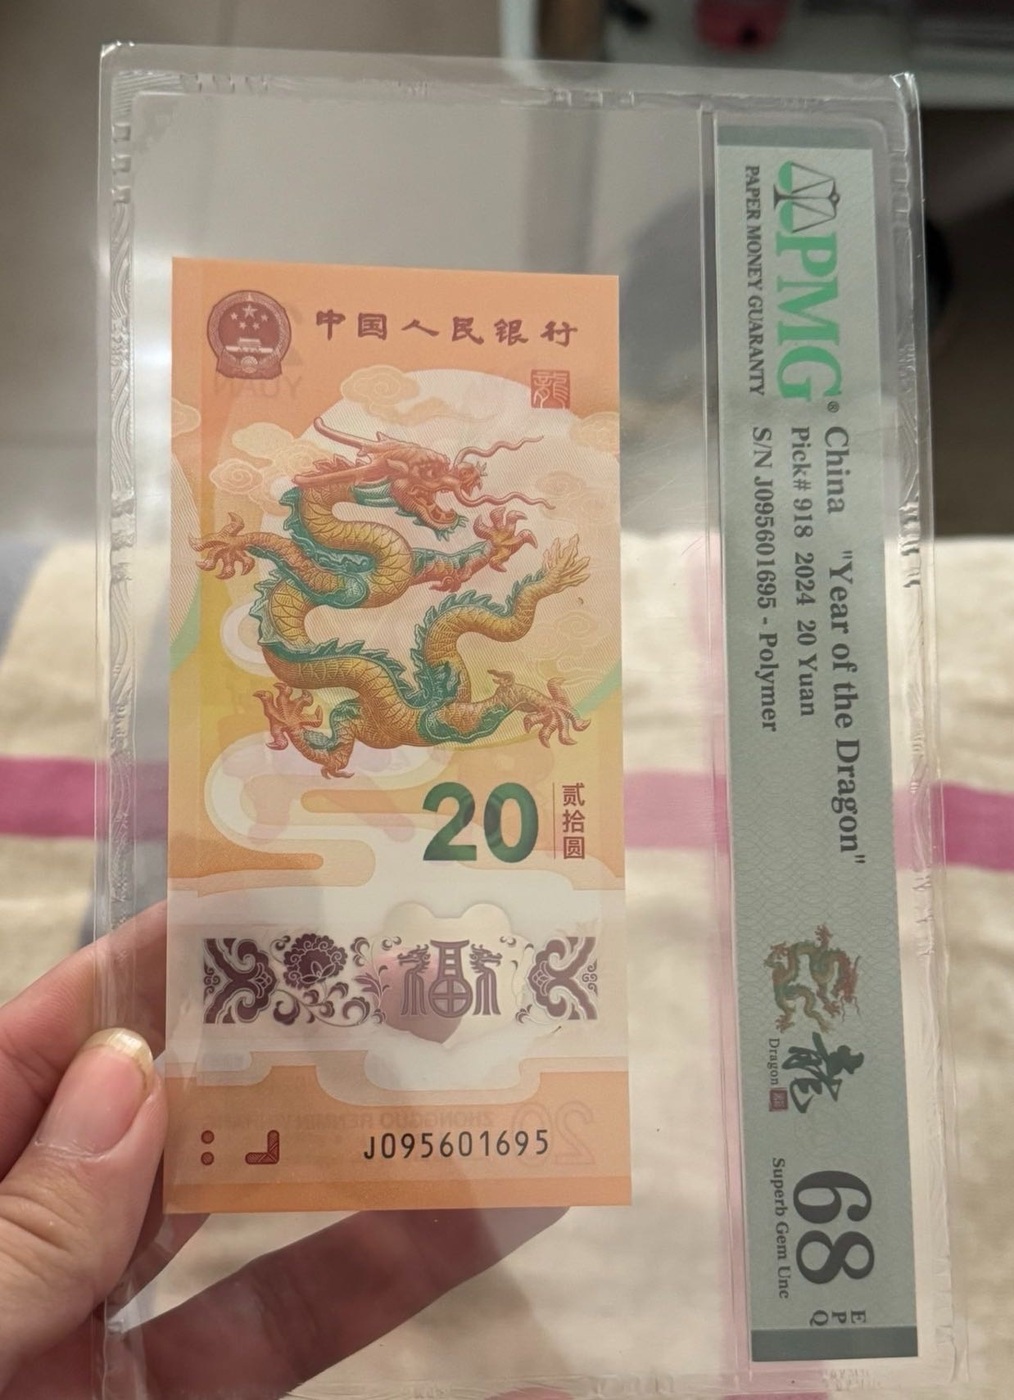 中国人民银行
龍
20
贰拾圆
福
J095601695
PMG®
PAPER MONEY GUARANTY
China "Year of the Dragon"
Pick# 918 2024 20 Yuan
S/N J095601695 - Polymer
龍
Dragon
68
EPQ
Superb Gem Unc